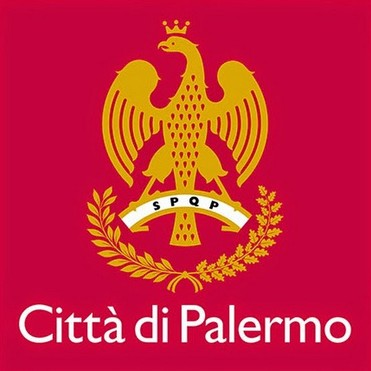 SPQP
Città di Palermo